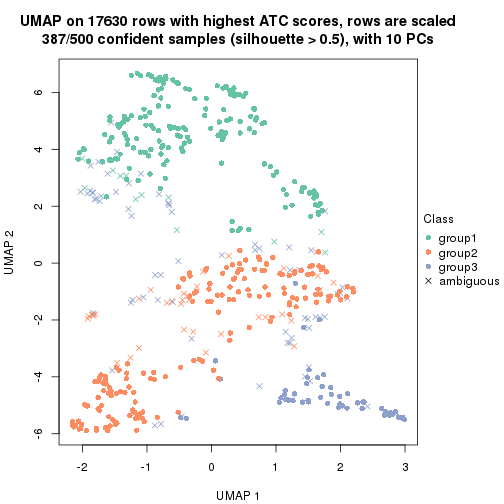 UMAP on 17630 rows with highest ATC scores, rows are scaled
387/500 confident samples (silhouette > 0.5), with 10 PCs
6
4
2
0
-2
-4
-6
UMAP 2
-2
-1
0
1
2
3
UMAP 1
Class
group1
group2
group3
ambiguous